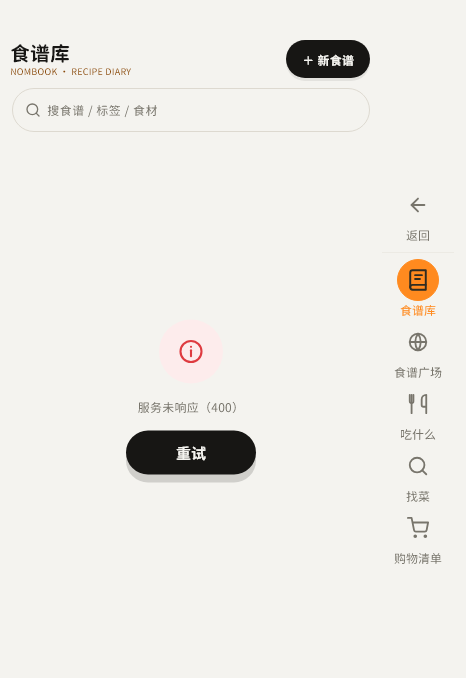 食谱库
NOMBOOK · RECIPE DIARY
+ 新食谱
搜食谱 / 标签 / 食材
返回
食谱库
食谱广场
吃什么
找菜
购物清单
服务未响应（400）
重试